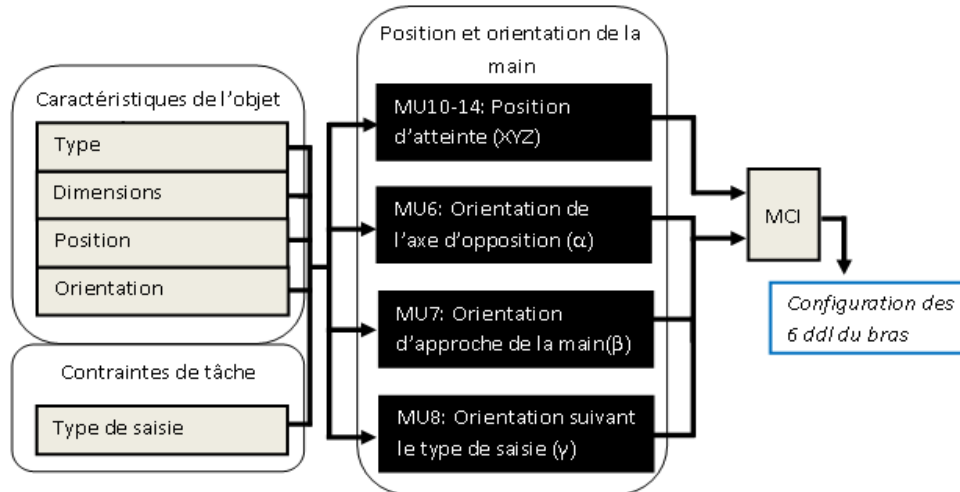 Caractéristiques de l'objet
Type
Dimensions
Position
Orientation
Contraintes de tâche
Type de saisie
Position et orientation de la
main
MU10-14: Position
d'atteinte (XYZ)
MU6: Orientation de
l'axe d'opposition (α)
MU7: Orientation
d'approche de la main(β)
MU8: Orientation suivant
le type de saisie (γ)
MCI
Configuration des
6 ddl du bras